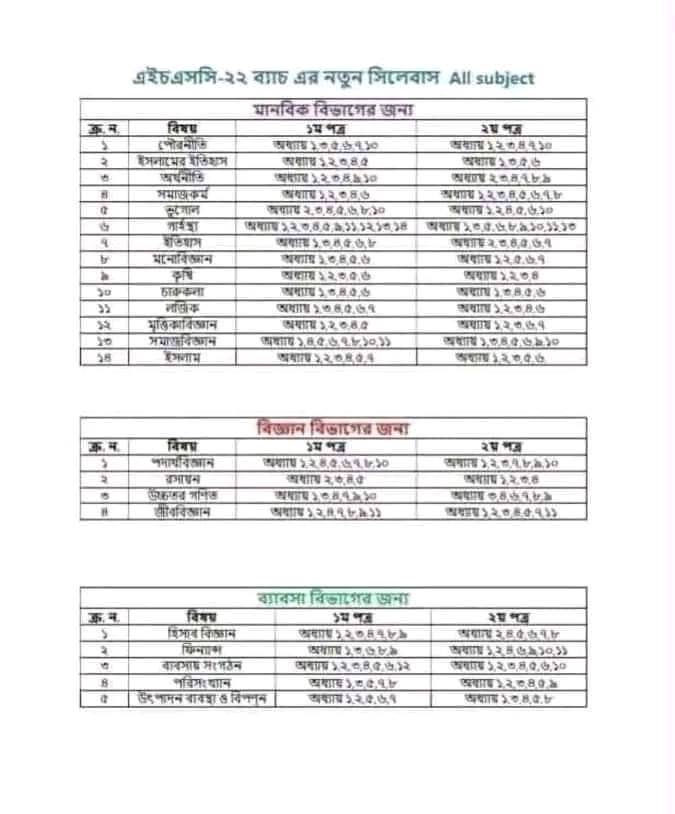 এইচএসসি-২২ ব্যাচ এর নতুন সিলেবাস All subject
মানবিক বিভাগের জন্য
ক্র. ন. বিষয় ১ম পত্র ২য় পত্র
১ পৌরনীতি অধ্যায় ১,৩,৫,৬,৭,১০ অধ্যায় ১,২,৩,৪,৭,১০
২ ইসলামের ইতিহাস অধ্যায় ১,২,৩,৪,৫ অধ্যায় ১,৩,৫,৬
৩ অর্থনীতি অধ্যায় ১,২,৩,৪,৯,১০ অধ্যায় ২,৩,৪,৭,৮,৯
৪ সমাজকর্ম অধ্যায় ১,২,৩,৪,৬ অধ্যায় ১,২,৩,৪,৫,৬,৭,৮
৫ ভূগোল অধ্যায় ২,৩,৪,৫,৬,৮,১০ অধ্যায় ১,২,৪,৫,৬,১০
৬ গার্হস্থ্য অধ্যায় ১,২,৩,৪,৫,৯,১১,১২,১৩,১৪ অধ্যায় ১,৩,৫,৬,৮,৯,১০,১১,১৩
৭ ইতিহাস অধ্যায় ১,৩,৪,৫,৬,৮ অধ্যায় ২,৩,৪,৫,৬,৭
৮ মনোবিজ্ঞান অধ্যায় ১,৩,৪,৫,৬ অধ্যায় ১,২,৫,৬,৭
৯ কৃষি অধ্যায় ১,২,৩,৫,৬ অধ্যায় ১,২,৩,৪
১০ চারুকলা অধ্যায় ১,৩,৪,৫,৬ অধ্যায় ১,৩,৪,৫,৬
১১ লজিক অধ্যায় ১,৩,৪,৫,৬,৭ অধ্যায় ১,২,৩,৪,৬
১২ মৃত্তিকাবিজ্ঞান অধ্যায় ১,২,৩,৪,৫ অধ্যায় ১,২,৩,৬,৭
১৩ সমাজবিজ্ঞান অধ্যায় ১,৪,৫,৬,৭,৮,১০,১১ অধ্যায় ১,৩,৪,৫,৬,৯,১০
১৪ ইসলাম অধ্যায় ১,২,৩,৪,৫,৭ অধ্যায় ১,২,৩,৫,৬
বিজ্ঞান বিভাগের জন্য
ক্র. ন. বিষয় ১ম পত্র ২য় পত্র
১ পদার্থবিজ্ঞান অধ্যায় ১,২,৪,৫,৬,৭,৮,১০ অধ্যায় ১,২,৩,৭,৮,৯,১০
২ রসায়ন অধ্যায় ২,৩,৪,৫ অধ্যায় ১,২,৩,৪
৩ উচ্চতর গণিত অধ্যায় ১,৩,৪,৭,৯,১০ অধ্যায় ৩,৪,৬,৭,৮,৯
৪ জীববিজ্ঞান অধ্যায় ১,২,৪,৭,৮,৯,১১ অধ্যায় ১,২,৩,৪,৫,৭,১১
ব্যাবসা বিভাগের জন্য
ক্র. ন. বিষয় ১ম পত্র ২য় পত্র
১ হিসাব বিজ্ঞান অধ্যায় ১,২,৩,৪,৭,৮,৯ অধ্যায় ২,৪,৫,৬,৭,৮
২ ফিন্যান্স অধ্যায় ১,৩,৬,৮,৯ অধ্যায় ১,২,৪,৬,৯,১০,১১
৩ ব্যবসায় সংগঠন অধ্যায় ১,২,৩,৪,৫,৬,১২ অধ্যায় ১,২,৩,৪,৫,৬,১০
৪ পরিসংখ্যান অধ্যায় ১,৩,৫,৭,৮ অধ্যায় ১,২,৩,৪,৫,৯
৫ উৎপাদন ব্যবস্থা ও বিপণন অধ্যায় ১,২,৫,৬,৭ অধ্যায় ১,৩,৪,৫,৮